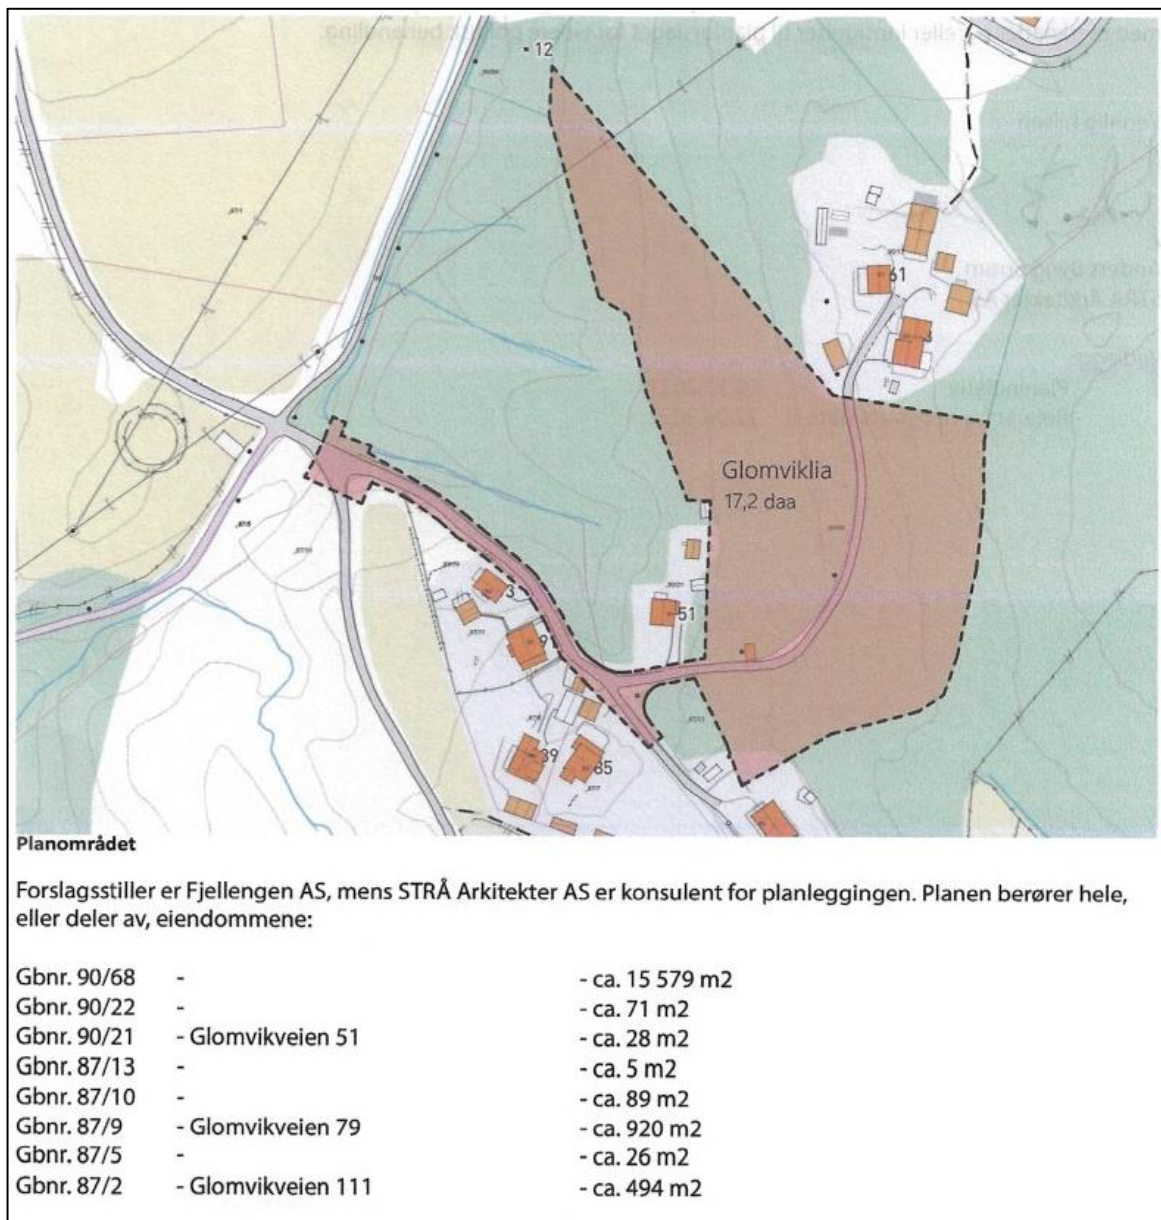 12
61
Glomviklia
17,2 daa
51
3
9
39
35
Planområdet
Forslagsstiller er Fjellengen AS, mens STRÅ Arkitekter AS er konsulent for planleggingen. Planen berører hele,
eller deler av, eiendommene:
Gbnr. 90/68 - - ca. 15 579 m2
Gbnr. 90/22 - - ca. 71 m2
Gbnr. 90/21 - Glomvikveien 51 - ca. 28 m2
Gbnr. 87/13 - - ca. 5 m2
Gbnr. 87/10 - - ca. 89 m2
Gbnr. 87/9 - Glomvikveien 79 - ca. 920 m2
Gbnr. 87/5 - - ca. 26 m2
Gbnr. 87/2 - Glomvikveien 111 - ca. 494 m2